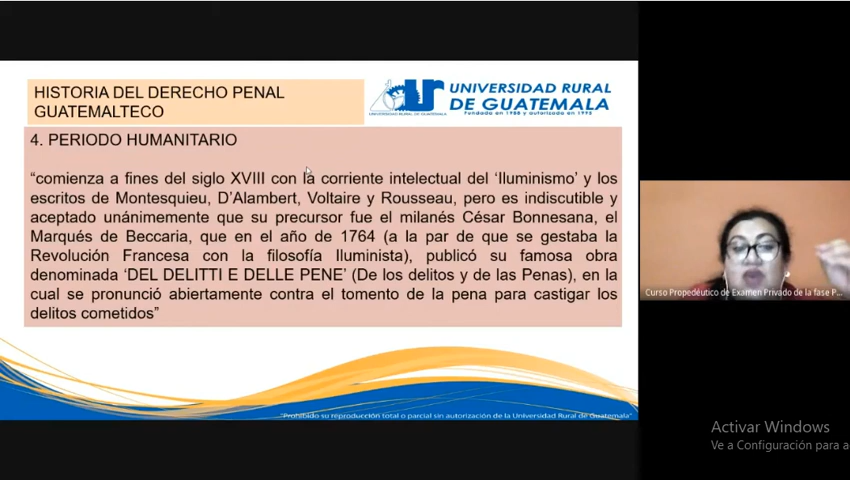 HISTORIA DEL DERECHO PENAL
GUATEMALTECO
UNIVERSIDAD RURAL
DE GUATEMALA
Fundada en 1988 y autorizada en 1995
UNIVERSIDAD RURAL DE GUATEMALA
4. PERIODO HUMANITARIO
“comienza a fines del siglo XVIII con la corriente intelectual del ‘Iluminismo’ y los
escritos de Montesquieu, D’Alambert, Voltaire y Rousseau, pero es indiscutible y
aceptado unánimemente que su precursor fue el milanés César Bonnesana, el
Marqués de Beccaria, que en el año de 1764 (a la par de que se gestaba la
Revolución Francesa con la filosofía Iluminista), publicó su famosa obra
denominada ‘DEL DELITTI E DELLE PENE’ (De los delitos y de las Penas), en la
cual se pronunció abiertamente contra el tomento de la pena para castigar los
delitos cometidos”
"Prohibido su reproducción total o parcial sin autorización de la Universidad Rural de Guatemala"
Curso Propedéutico de Examen Privado de la fase P...
Activar Windows
Ve a Configuración para a